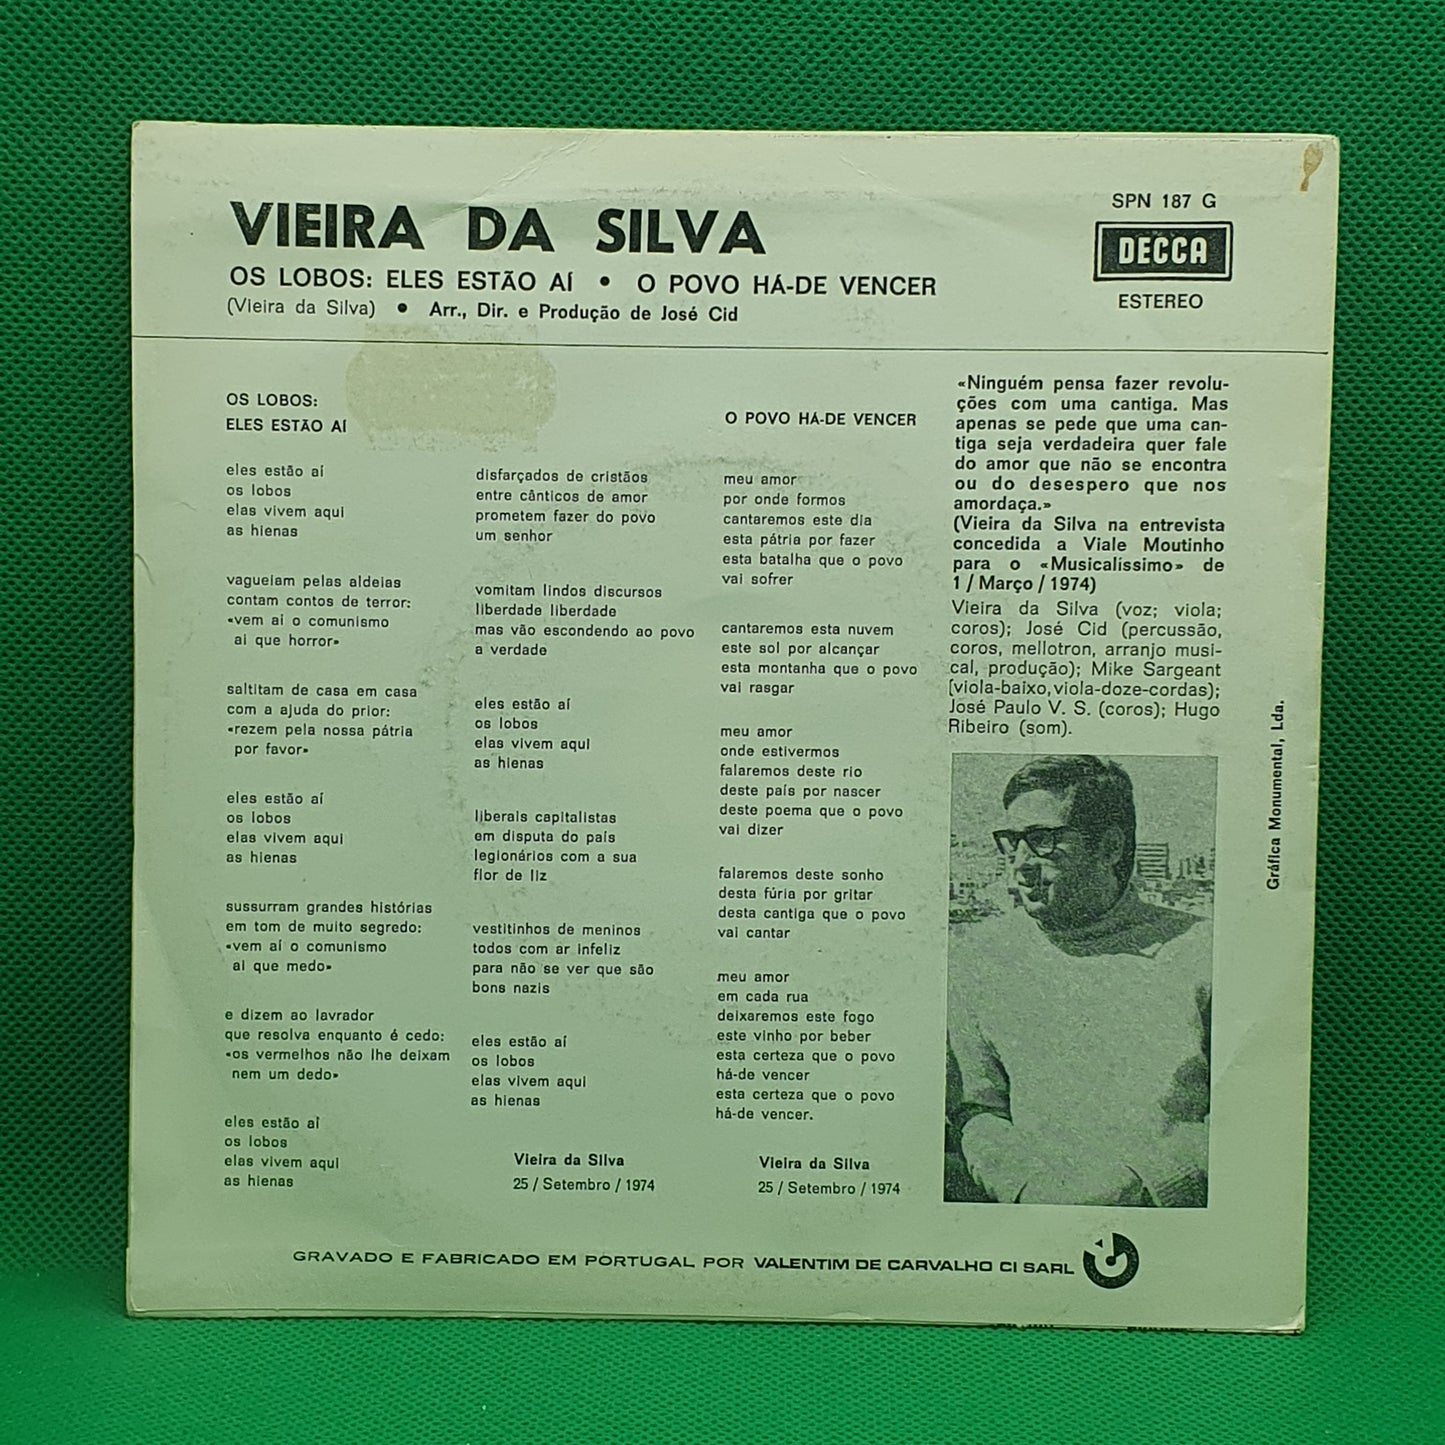 VIEIRA DA SILVA
OS LOBOS: ELES ESTÃO AÍ • O POVO HÁ-DE VENCER
(Vieira da Silva) • Arr., Dir. e Produção de José Cid
SPN 187 G
DECCA
ESTEREO
OS LOBOS:
ELES ESTÃO AÍ
eles estão aí
os lobos
elas vivem aqui
as hienas
vagueiam pelas aldeias
contam contos de terror:
«vem aí o comunismo
ai que horror»
saltitam de casa em casa
com a ajuda do prior:
«rezem pela nossa pátria
por favor»
eles estão aí
os lobos
elas vivem aqui
as hienas
sussurram grandes histórias
em tom de muito segredo:
«vem aí o comunismo
ai que medo»
e dizem ao lavrador
que resolva enquanto é cedo:
«os vermelhos não lhe deixam
nem um dedo»
eles estão aí
os lobos
elas vivem aqui
as hienas
disfarçados de cristãos
entre cânticos de amor
prometem fazer do povo
um senhor
vomitam lindos discursos
liberdade liberdade
mas vão escondendo ao povo
a verdade
eles estão aí
os lobos
elas vivem aqui
as hienas
liberais capitalistas
em disputa do país
legionários com a sua
flor de liz
vestitinhos de meninos
todos com ar infeliz
para não se ver que são
bons nazis
eles estão aí
os lobos
elas vivem aqui
as hienas
Vieira da Silva
25 / Setembro / 1974
O POVO HÁ-DE VENCER
meu amor
por onde formos
cantaremos este dia
esta pátria por fazer
esta batalha que o povo
vai sofrer
cantaremos esta nuvem
este sol por alcançar
esta montanha que o povo
vai rasgar
meu amor
onde estivermos
falaremos deste rio
deste país por nascer
deste poema que o povo
vai dizer
falaremos deste sonho
desta fúria por gritar
desta cantiga que o povo
vai cantar
meu amor
em cada rua
deixaremos este fogo
este vinho por beber
esta certeza que o povo
há-de vencer
esta certeza que o povo
há-de vencer.
Vieira da Silva
25 / Setembro / 1974
«Ninguém pensa fazer revolu-
ções com uma cantiga. Mas
apenas se pede que uma can-
tiga seja verdadeira quer fale
do amor que não se encontra
ou do desespero que nos
amordaça.»
(Vieira da Silva na entrevista
concedida a Viale Moutinho
para o «Musicalíssimo» de
1 / Março / 1974)
Vieira da Silva (voz; viola;
coros); José Cid (percussão,
coros, mellotron, arranjo musi-
cal, produção); Mike Sargeant
(viola-baixo, viola-doze-cordas);
José Paulo V. S. (coros); Hugo
Ribeiro (som).
Gráfica Monumental, Lda.
GRAVADO E FABRICADO EM PORTUGAL POR VALENTIM DE CARVALHO CI SARL